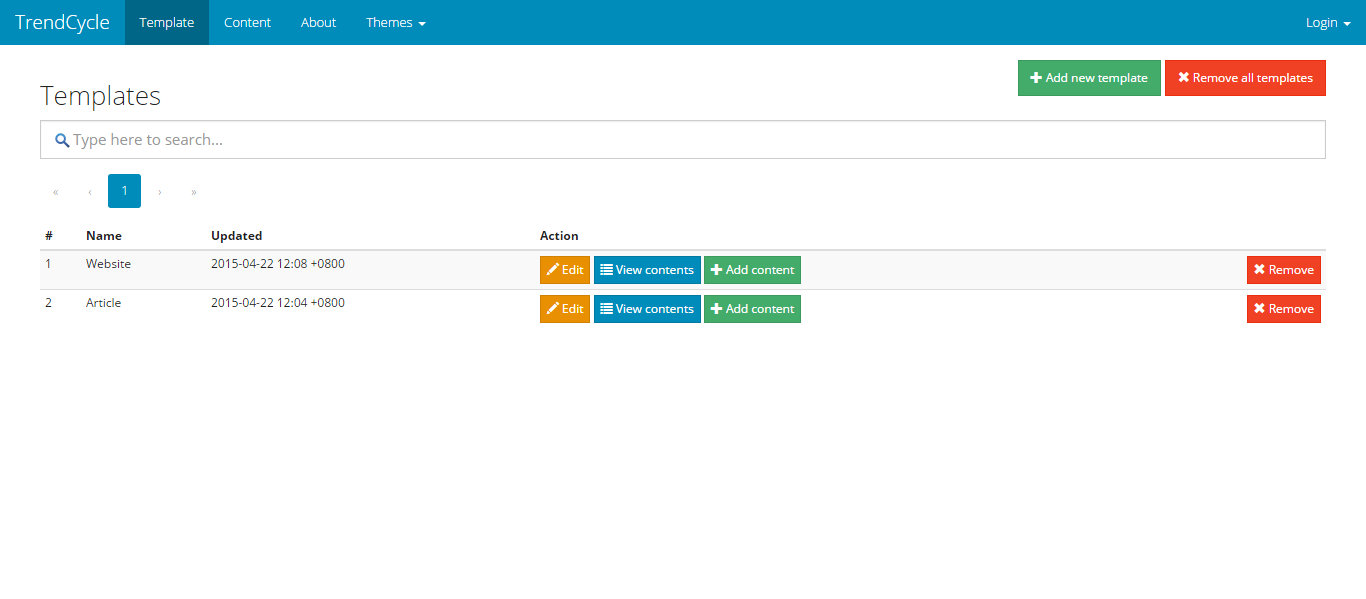 TrendCycle Template Content About Themes Login
Add new template Remove all templates
Templates
Type here to search...
« ‹ 1 › »
# Name Updated Action
1 Website 2015-04-22 12:08 +0800 Edit View contents Add content Remove
2 Article 2015-04-22 12:04 +0800 Edit View contents Add content Remove